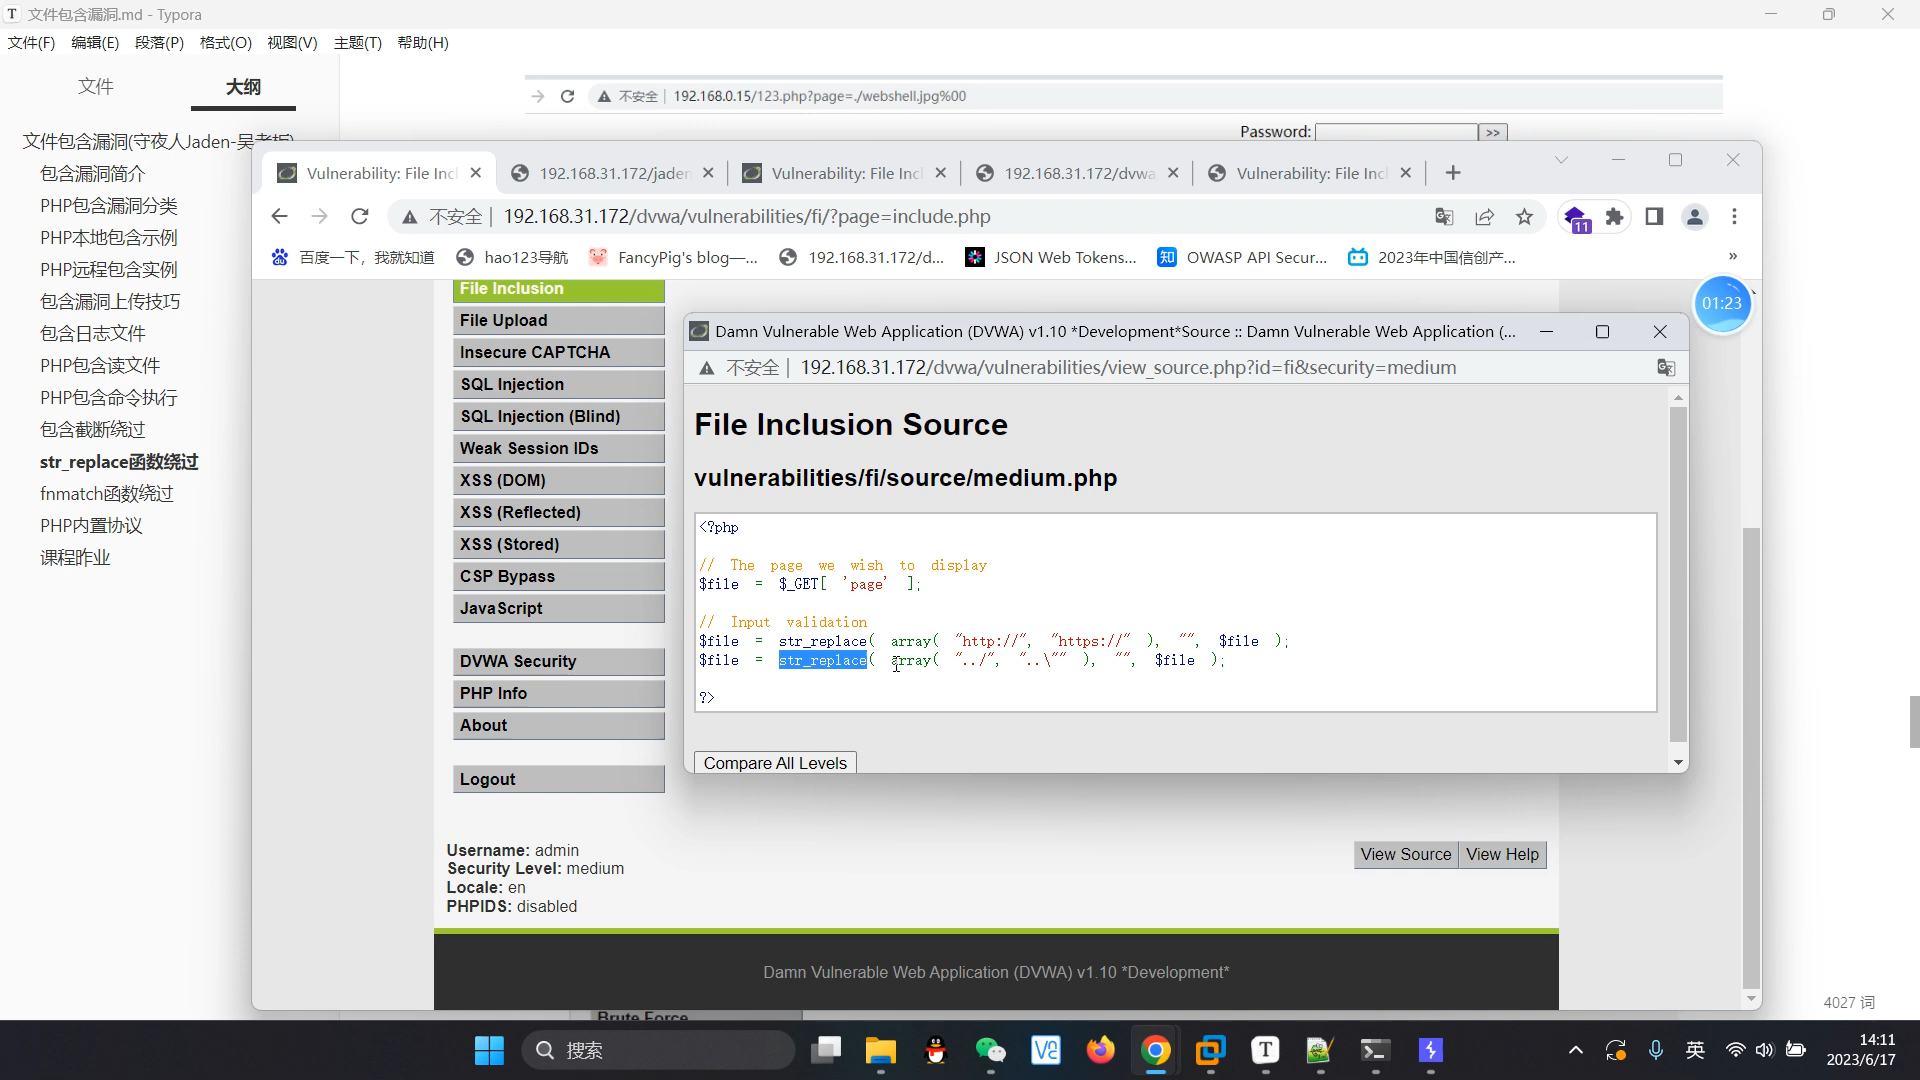 文件包含漏洞.md - Typora
文件(F) 编辑(E) 段落(P) 格式(O) 视图(V) 主题(T) 帮助(H)
文件 大纲
不安全 192.168.0.15/123.php?page=./webshell.jpg%00
Password: >>
文件包含漏洞(守夜人Jaden-吴老板)
包含漏洞简介
PHP包含漏洞分类
PHP本地包含示例
PHP远程包含实例
包含漏洞上传技巧
包含日志文件
PHP包含读文件
PHP包含命令执行
包含截断绕过
str_replace函数绕过
fnmatch函数绕过
PHP内置协议
课程昨业
Vulnerability: File Incl 192.168.31.172/jaden Vulnerability: File Incl 192.168.31.172/dvwa Vulnerability: File Incl
不安全 192.168.31.172/dvwa/vulnerabilities/fi/?page=include.php
11
百度一下，我就知道 hao123导航 FancyPig's blog—... 192.168.31.172/d... JSON Web Tokens... 知 OWASP API Secur... 2023年中国信创产... »
01:23
File Inclusion
File Upload
Insecure CAPTCHA
SQL Injection
SQL Injection (Blind)
Weak Session IDs
XSS (DOM)
XSS (Reflected)
XSS (Stored)
CSP Bypass
JavaScript
DVWA Security
PHP Info
About
Logout
Damn Vulnerable Web Application (DVWA) v1.10 *Development*Source :: Damn Vulnerable Web Application (...
不安全 192.168.31.172/dvwa/vulnerabilities/view_source.php?id=fi&security=medium
File Inclusion Source
vulnerabilities/fi/source/medium.php
<?php
// The page we wish to display
$file = $_GET[ 'page' ];
// Input validation
$file = str_replace( array( "http://", "https://" ), "", $file );
$file = str_replace( array( "../", "..\"" ), "", $file );
?>
Compare All Levels
Username: admin
Security Level: medium
Locale: en
PHPIDS: disabled
View Source View Help
Damn Vulnerable Web Application (DVWA) v1.10 *Development*
Brute Force
4027 词
搜索
英
14:11
2023/6/17